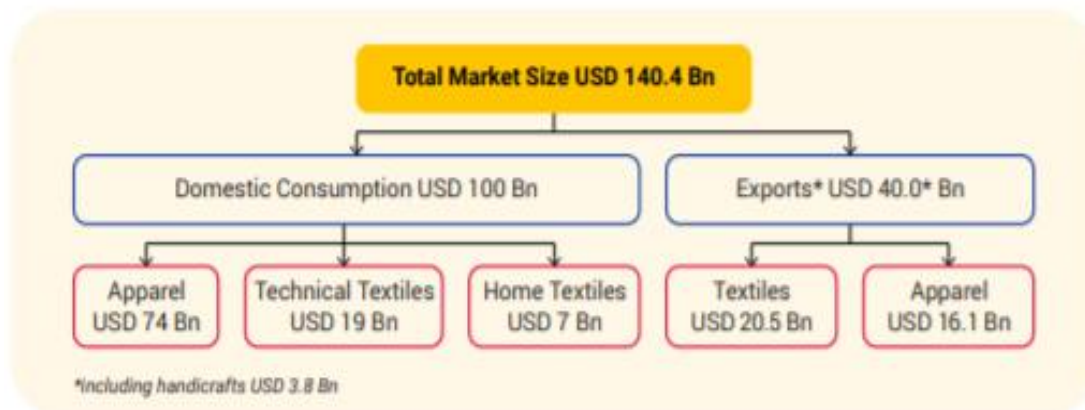 Total Market Size USD 140.4 Bn
Domestic Consumption USD 100 Bn
Exports* USD 40.0* Bn
Apparel
USD 74 Bn
Technical Textiles
USD 19 Bn
Home Textiles
USD 7 Bn
Textiles
USD 20.5 Bn
Apparel
USD 16.1 Bn
*including handicrafts USD 3.8 Bn